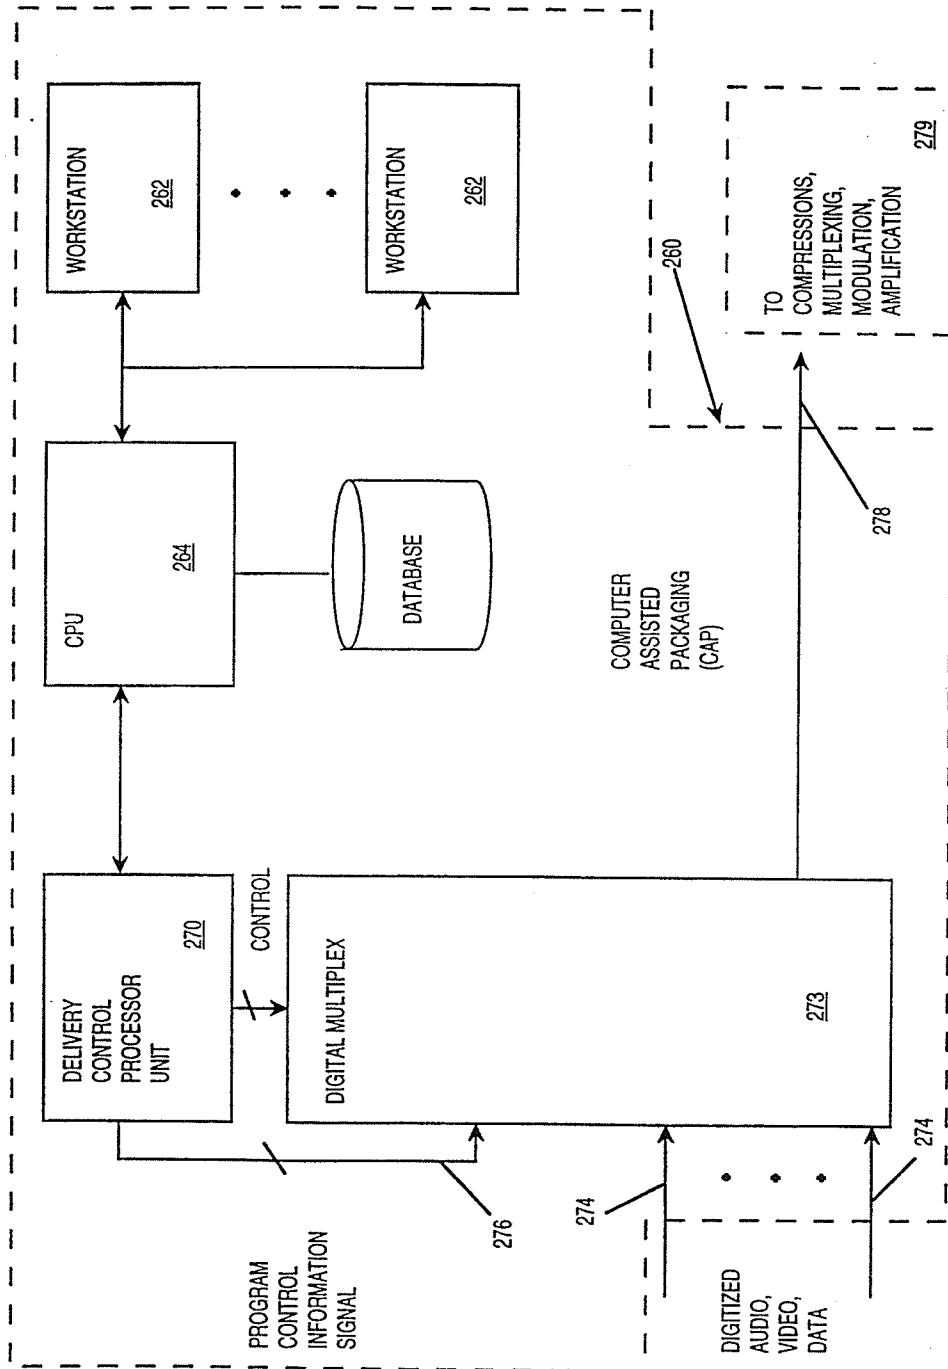 PROGRAM
CONTROL
INFORMATION
SIGNAL
DELIVERY
CONTROL
PROCESSOR
UNIT
270
CONTROL
CPU
264
WORKSTATION
262
WORKSTATION
262
DATABASE
DIGITAL MULTIPLEX
273
276
274
274
DIGITIZED
AUDIO,
VIDEO,
DATA
COMPUTER
ASSISTED
PACKAGING
(CAP)
260
278
TO
COMPRESSIONS,
MULTIPLEXING,
MODULATION,
AMPLIFICATION
279